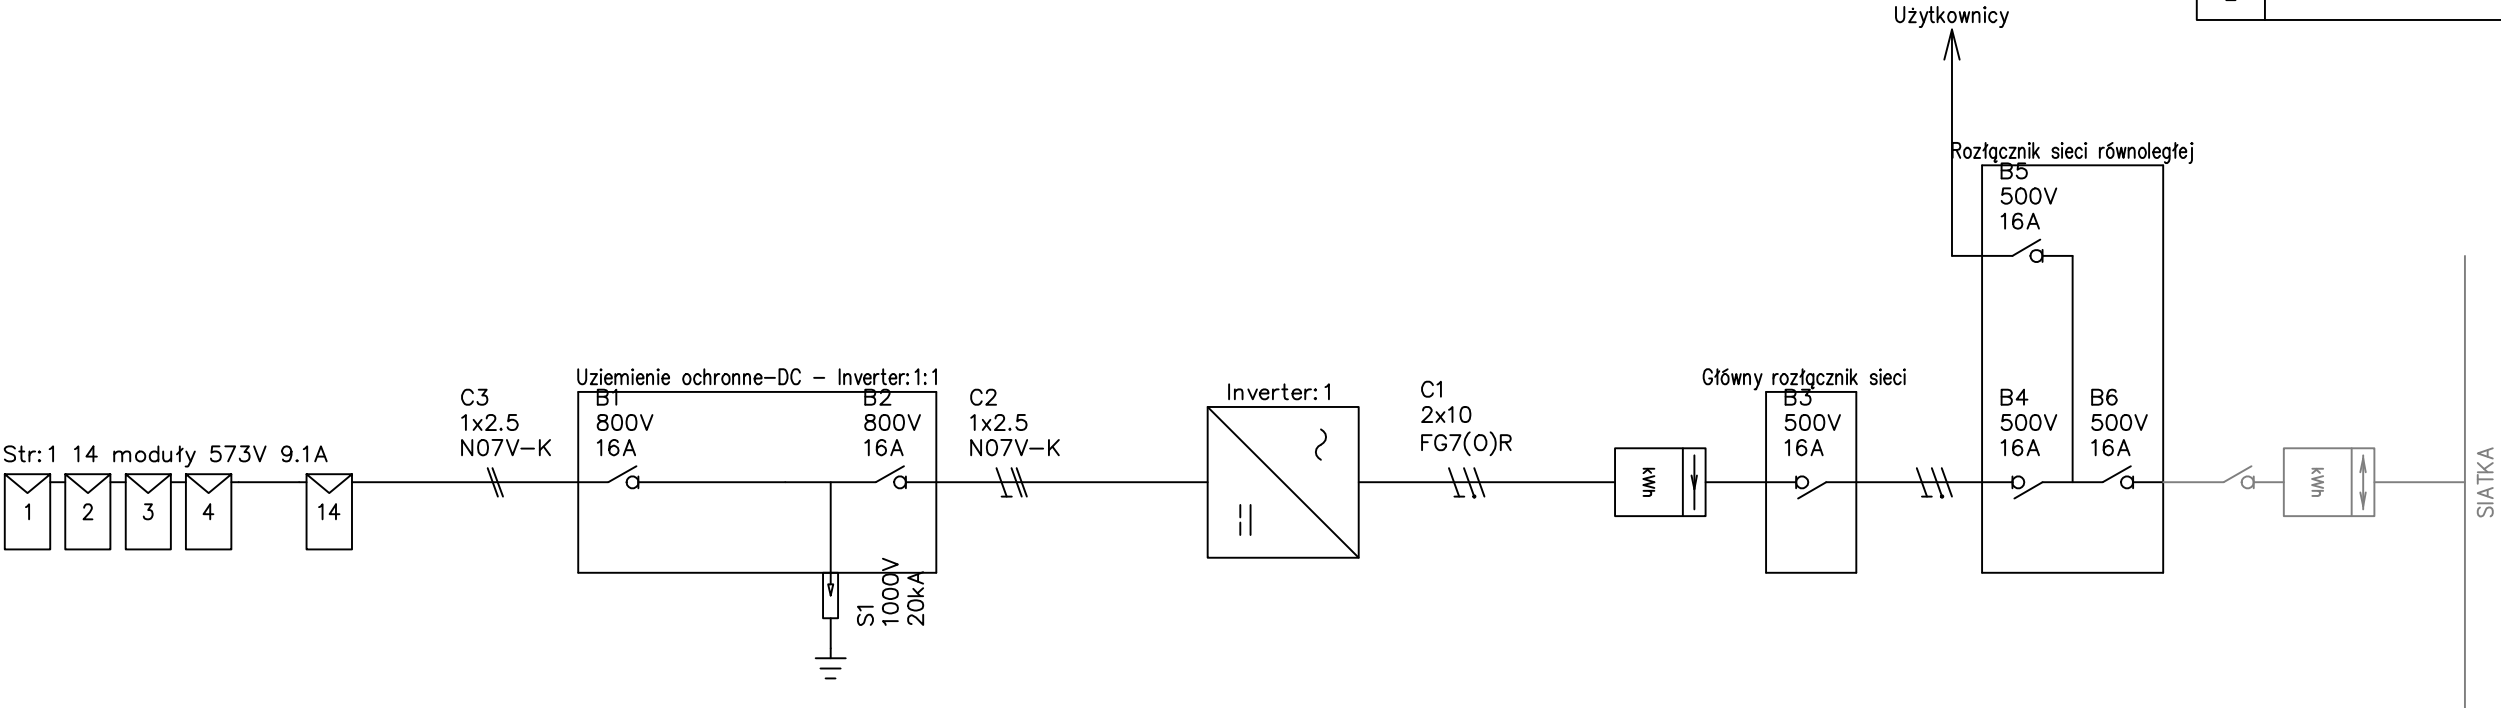 Użytkownicy
Rozłącznik sieci równoległej
B5
500V
16A
Uziemienie ochronne-DC - Inverter:1:1
Główny rozłącznik sieci
C3
1x2.5
N07V-K
B1
800V
16A
B2
800V
16A
C2
1x2.5
N07V-K
Inverter:1
C1
2x10
FG7(O)R
B3
500V
16A
B4
500V
16A
B6
500V
16A
Str:1 14 moduły 573V 9.1A
1
2
3
4
14
kWh
kWh
SIATKA
S1
1000V
20kA